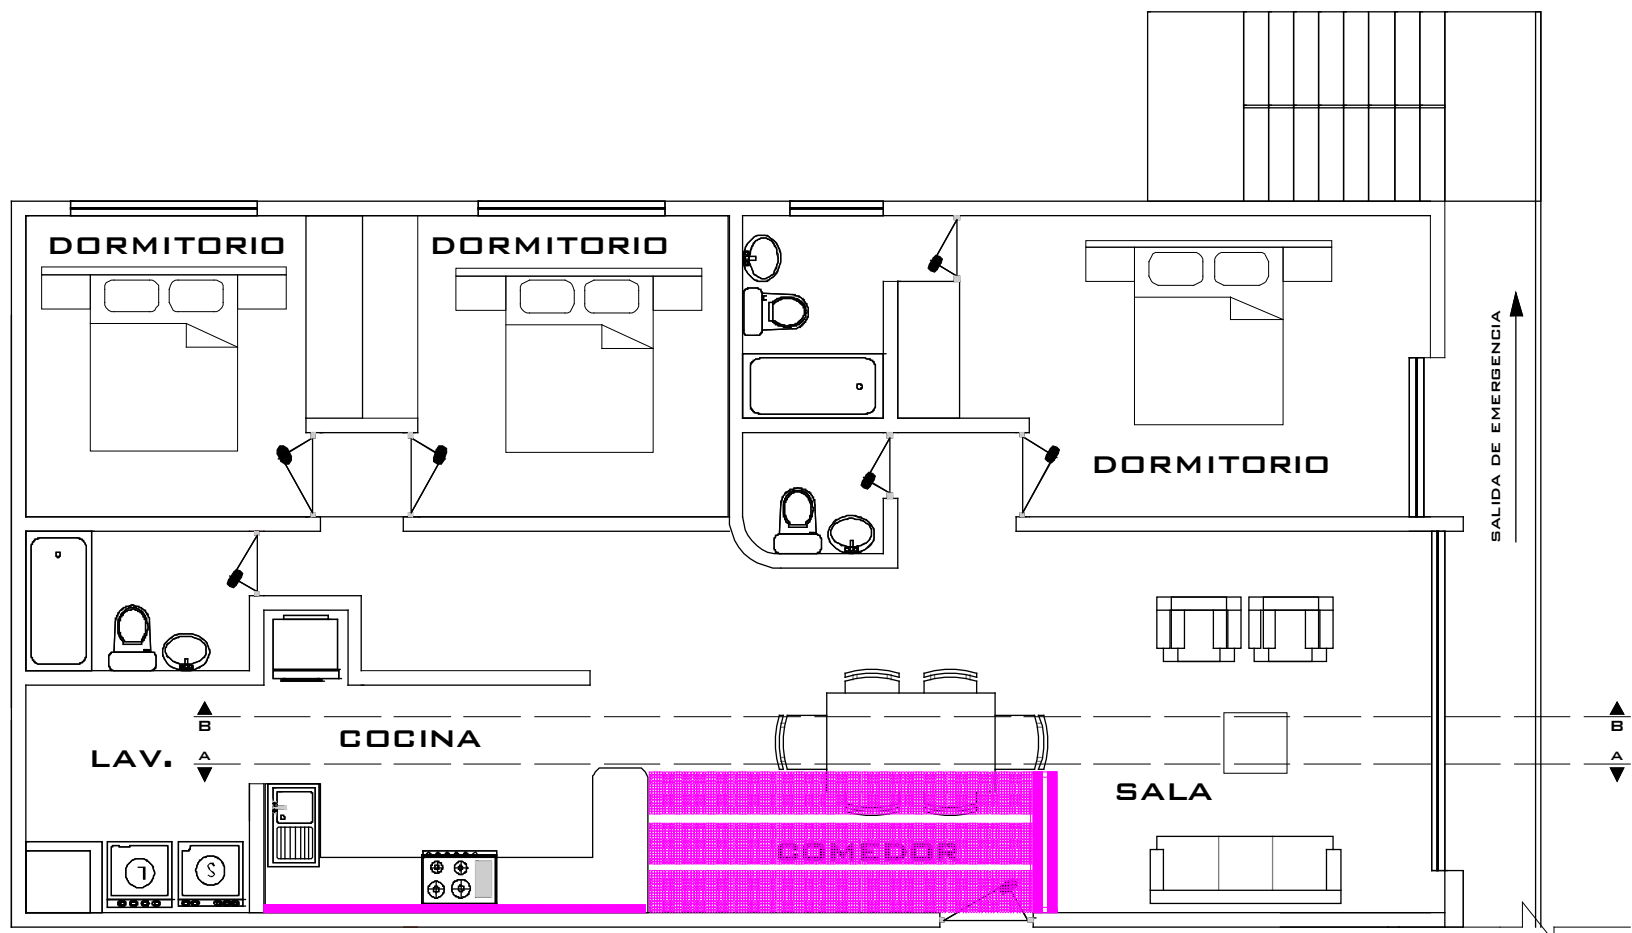 DORMITORIO
DORMITORIO
DORMITORIO
SALIDA DE EMERGENCIA
B
COCINA
LAV.
A
B
A
SALA
COMEDOR
L
S